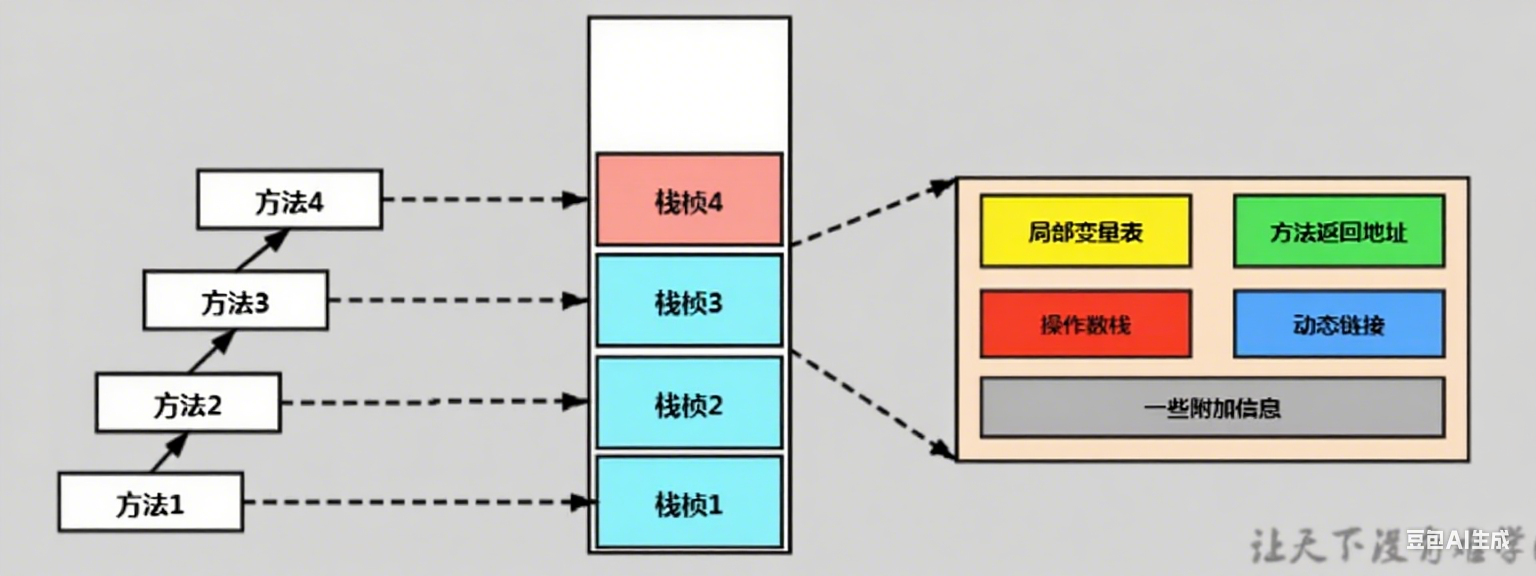 方法4
方法3
方法2
方法1
栈桢4
栈桢3
栈桢2
栈桢1
局部变量表
方法返回地址
操作数栈
动态链接
一些附加信息
让天下没有难学
豆包AI生成